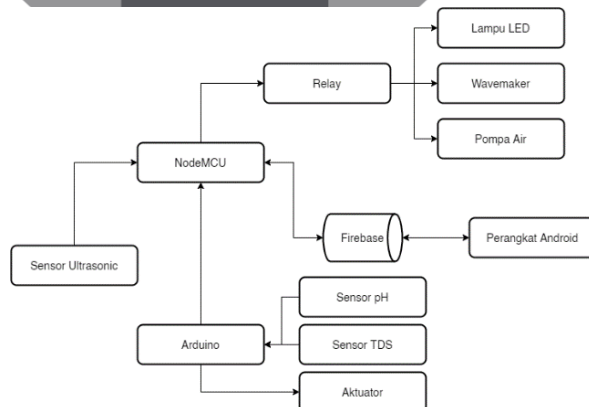 Lampu LED
Relay
Wavemaker
Pompa Air
NodeMCU
Firebase
Perangkat Android
Sensor Ultrasonic
Sensor pH
Arduino
Sensor TDS
Aktuator